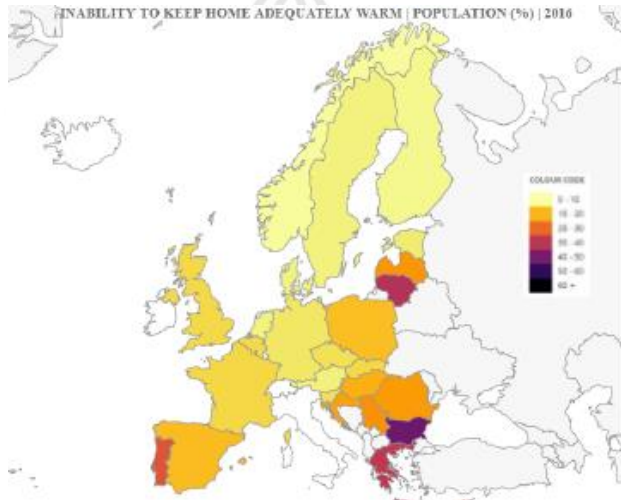 INABILITY TO KEEP HOME ADEQUATELY WARM | POPULATION (%) | 2016
COLOUR CODE
0 - 10
10 - 20
20 - 30
30 - 40
40 - 50
50 - 60
60 +